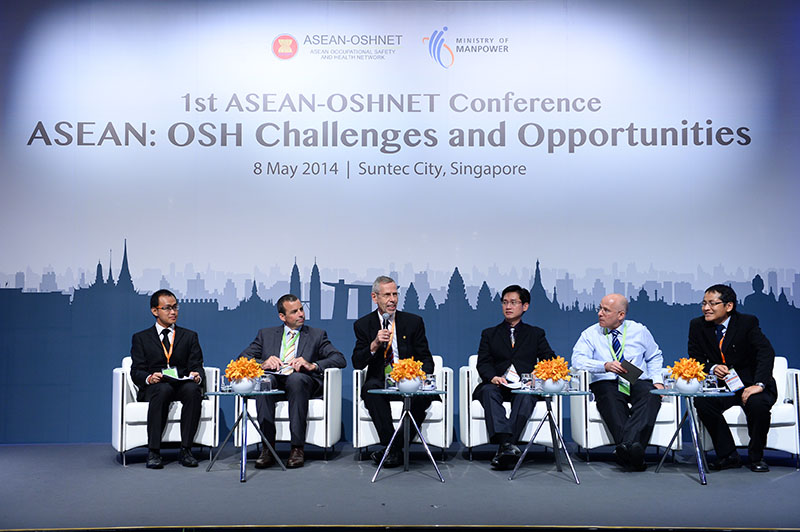 ASEAN-OSHNET
ASEAN OCCUPATIONAL SAFETY
AND HEALTH NETWORK
MINISTRY OF
MANPOWER
1st ASEAN-OSHNET Conference
ASEAN: OSH Challenges and Opportunities
8 May 2014 | Suntec City, Singapore